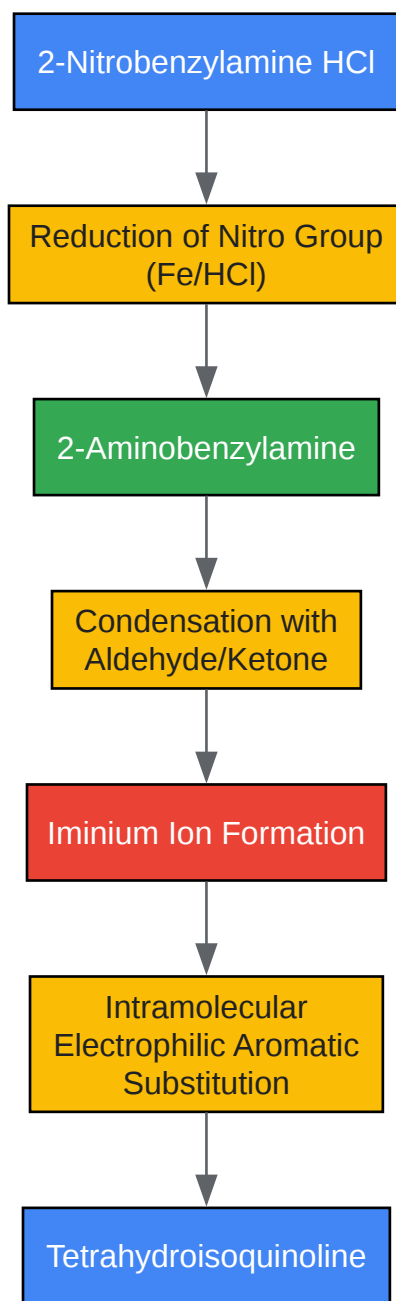 2-Nitrobenzylamine HCl
Reduction of Nitro Group
(Fe/HCl)
2-Aminobenzylamine
Condensation with
Aldehyde/Ketone
Iminium Ion Formation
Intramolecular
Electrophilic Aromatic
Substitution
Tetrahydroisoquinoline